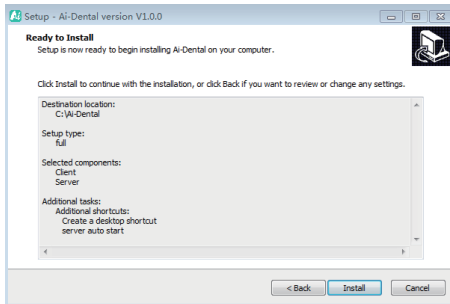 Ai Setup - Ai-Dental version V1.0.0
Ready to Install
Setup is now ready to begin installing Ai-Dental on your computer.
Click Install to continue with the installation, or click Back if you want to review or change any settings.
Destination location:
C:\Ai-Dental
Setup type:
full
Selected components:
Client
Server
Additional tasks:
Additional shortcuts:
Create a desktop shortcut
server auto start
< Back Install Cancel